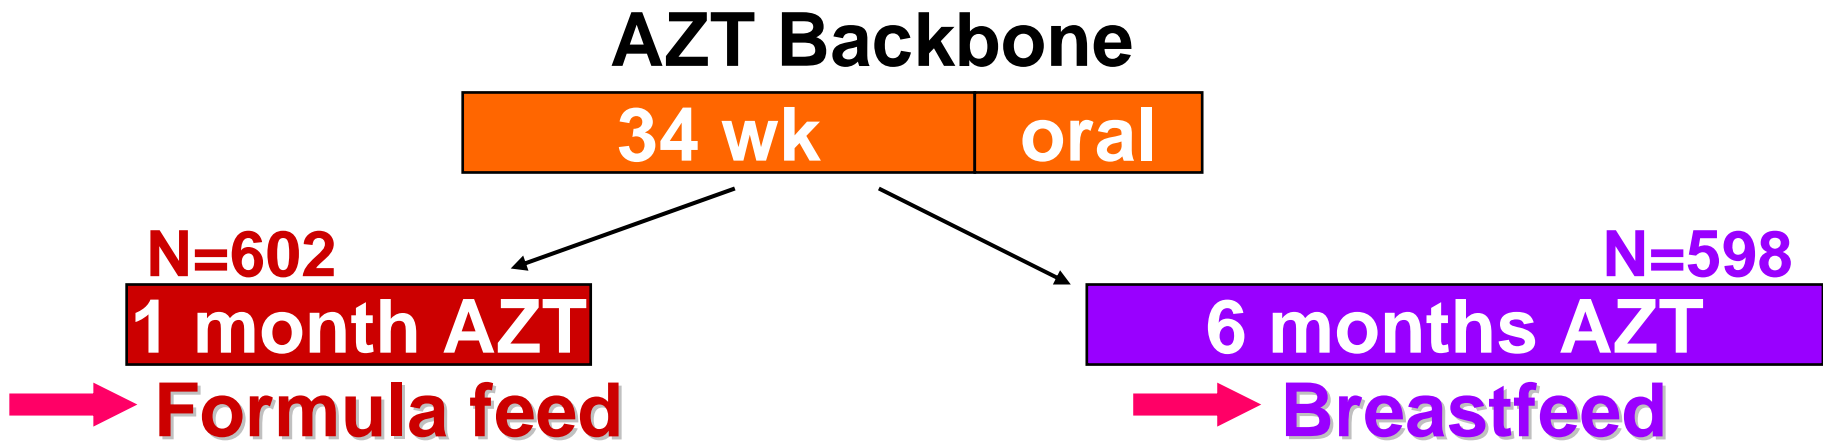 AZT Backbone
34 wk oral
N=602
N=598
1 month AZT
6 months AZT
Formula feed
Breastfeed